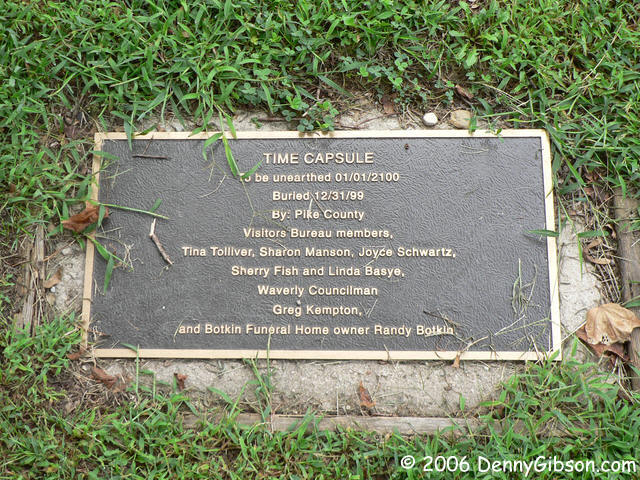 TIME CAPSULE
To be unearthed 01/01/2100
Buried 12/31/99
By: Pike County
Visitors Bureau members,
Tina Tolliver, Sharon Manson, Joyce Schwartz,
Sherry Fish and Linda Basye,
Waverly Councilman
Greg Kempton,
and Botkin Funeral Home owner Randy Botkin
© 2006 DennyGibson.com